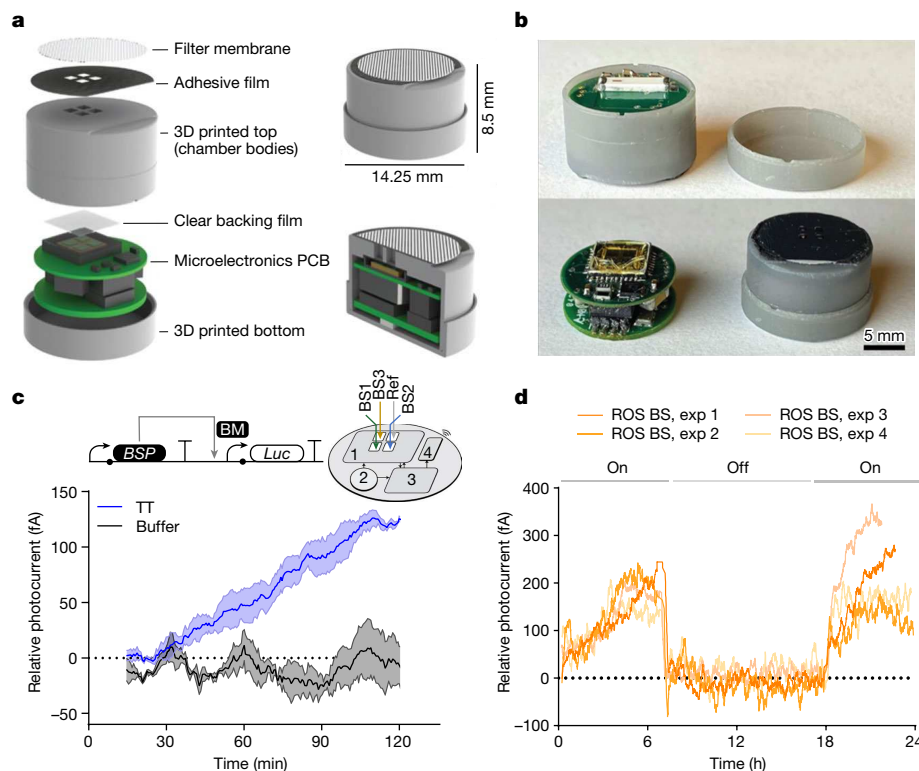 a
Filter membrane
Adhesive film
3D printed top
(chamber bodies)
Clear backing film
Microelectronics PCB
3D printed bottom
8.5 mm
14.25 mm
b
5 mm
c
BSP
BM
Luc
BS1
BS3
Ref
BS2
1
2
3
4
Relative photocurrent (fA)
150
100
50
0
−50
TT
Buffer
0
30
60
90
120
Time (min)
d
ROS BS, exp 1
ROS BS, exp 3
ROS BS, exp 2
ROS BS, exp 4
On
Off
On
Relative photocurrent (fA)
400
300
200
100
0
−100
0
6
12
18
24
Time (h)